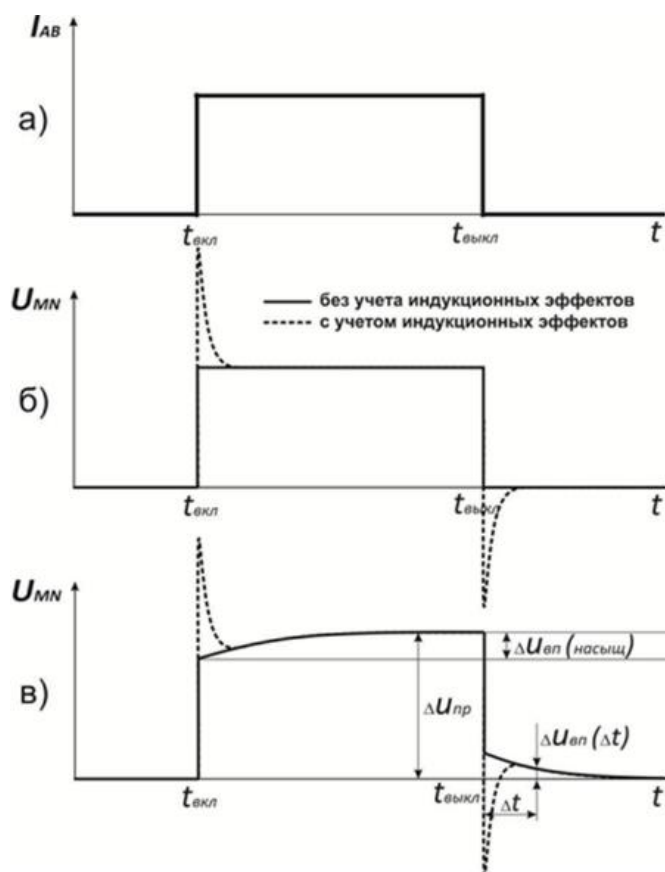 I_AB
а)
t_вкл
t_выкл
t
U_MN
без учета индукционных эффектов
с учетом индукционных эффектов
б)
t_вкл
t_выкл
t
U_MN
Δu_вп (насыщ)
в)
Δu_пр
Δu_вп (Δt)
t_вкл
t_выкл
Δt
t